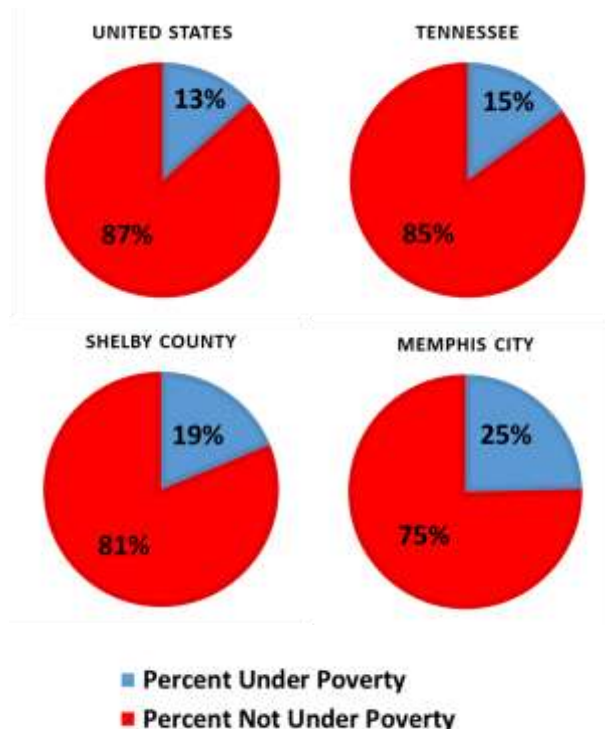 UNITED STATES
13%
87%
TENNESSEE
15%
85%
SHELBY COUNTY
19%
81%
MEMPHIS CITY
25%
75%
Percent Under Poverty
Percent Not Under Poverty